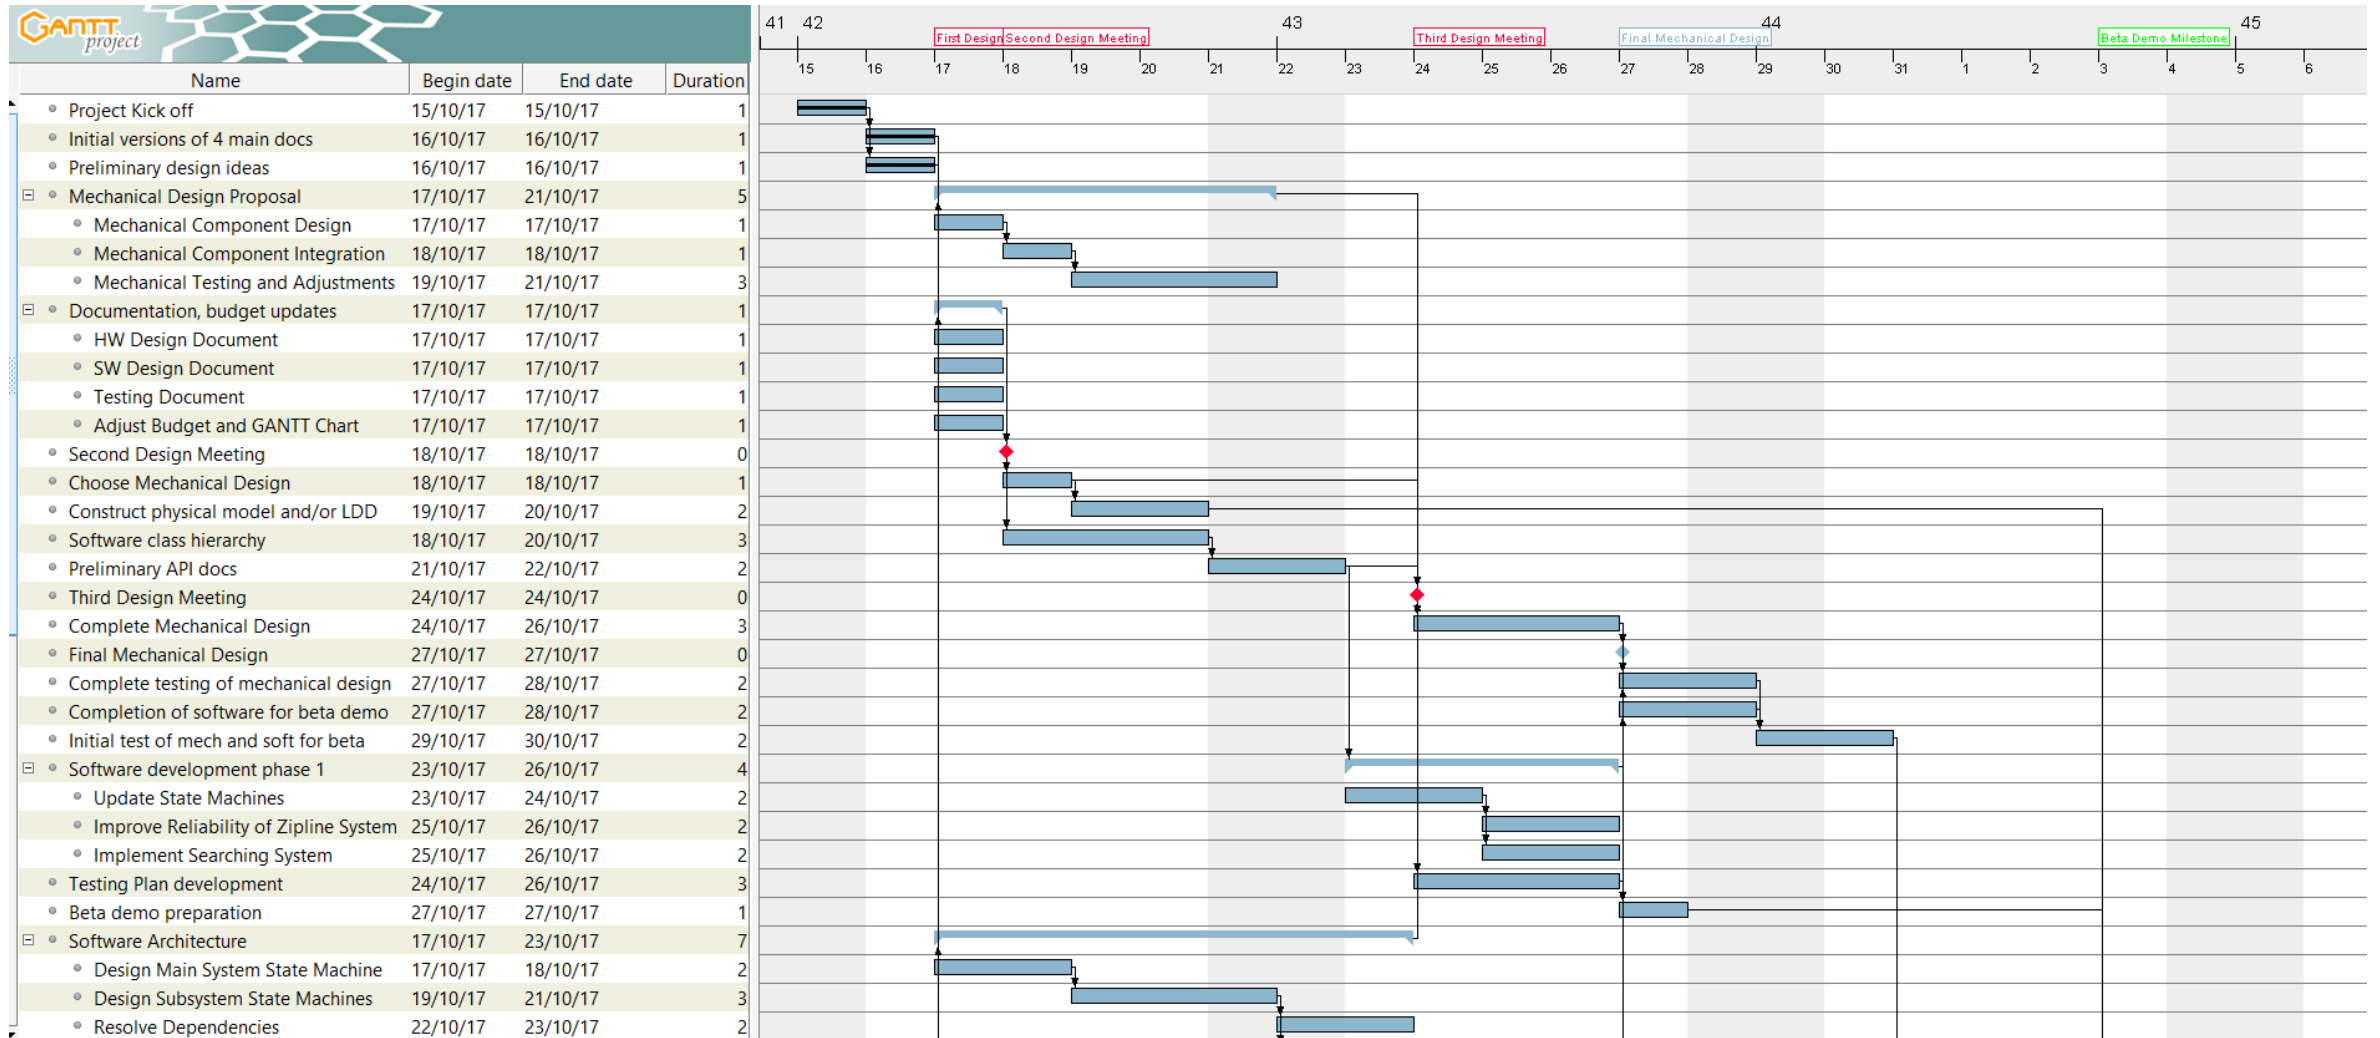 GANTT
project
41 42 43 44 45
First Design Second Design Meeting Third Design Meeting Final Mechanical Design Beta Demo Milestone
15 16 17 18 19 20 21 22 23 24 25 26 27 28 29 30 31 1 2 3 4 5 6
Name Begin date End date Duration
Project Kick off 15/10/17 15/10/17 1
Initial versions of 4 main docs 16/10/17 16/10/17 1
Preliminary design ideas 16/10/17 16/10/17 1
Mechanical Design Proposal 17/10/17 21/10/17 5
Mechanical Component Design 17/10/17 17/10/17 1
Mechanical Component Integration 18/10/17 18/10/17 1
Mechanical Testing and Adjustments 19/10/17 21/10/17 3
Documentation, budget updates 17/10/17 17/10/17 1
HW Design Document 17/10/17 17/10/17 1
SW Design Document 17/10/17 17/10/17 1
Testing Document 17/10/17 17/10/17 1
Adjust Budget and GANTT Chart 17/10/17 17/10/17 1
Second Design Meeting 18/10/17 18/10/17 0
Choose Mechanical Design 18/10/17 18/10/17 1
Construct physical model and/or LDD 19/10/17 20/10/17 2
Software class hierarchy 18/10/17 20/10/17 3
Preliminary API docs 21/10/17 22/10/17 2
Third Design Meeting 24/10/17 24/10/17 0
Complete Mechanical Design 24/10/17 26/10/17 3
Final Mechanical Design 27/10/17 27/10/17 0
Complete testing of mechanical design 27/10/17 28/10/17 2
Completion of software for beta demo 27/10/17 28/10/17 2
Initial test of mech and soft for beta 29/10/17 30/10/17 2
Software development phase 1 23/10/17 26/10/17 4
Update State Machines 23/10/17 24/10/17 2
Improve Reliability of Zipline System 25/10/17 26/10/17 2
Implement Searching System 25/10/17 26/10/17 2
Testing Plan development 24/10/17 26/10/17 3
Beta demo preparation 27/10/17 27/10/17 1
Software Architecture 17/10/17 23/10/17 7
Design Main System State Machine 17/10/17 18/10/17 2
Design Subsystem State Machines 19/10/17 21/10/17 3
Resolve Dependencies 22/10/17 23/10/17 2